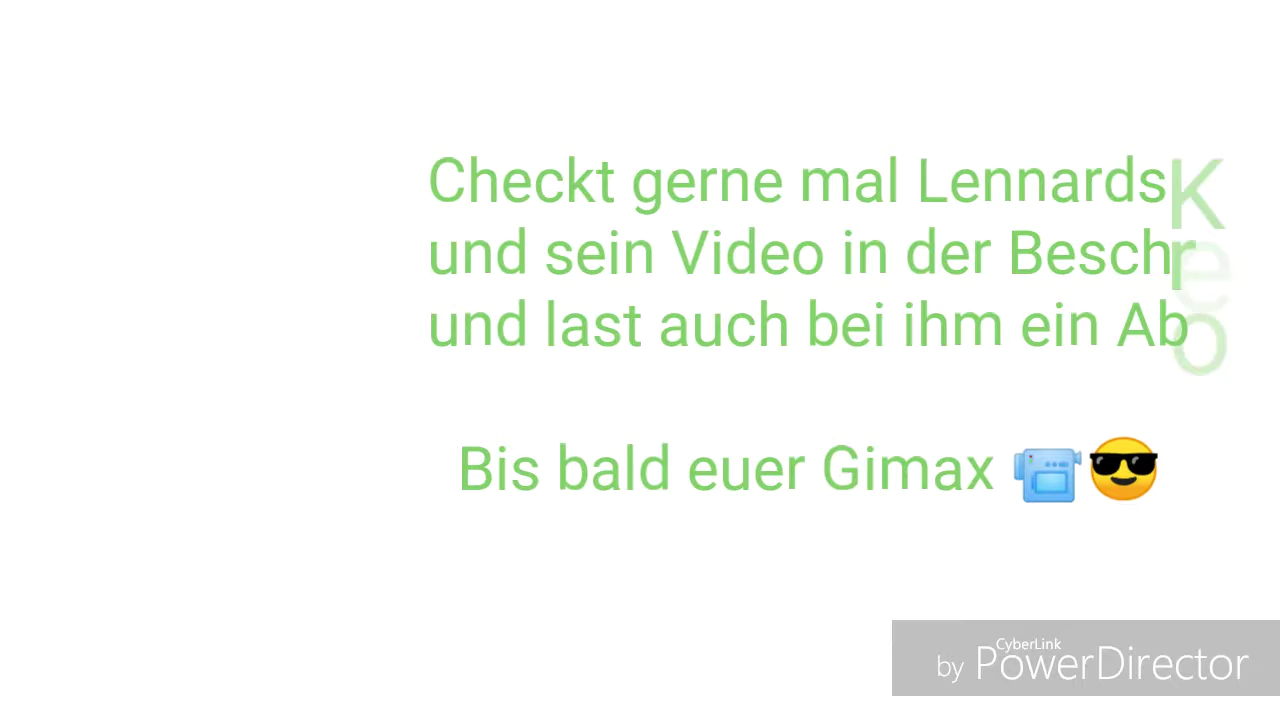 Checkt gerne mal Lennards K
und sein Video in der Beschr e
und last auch bei ihm ein Ab o
Bis bald euer Gimax 📹😎
CyberLink
by PowerDirector